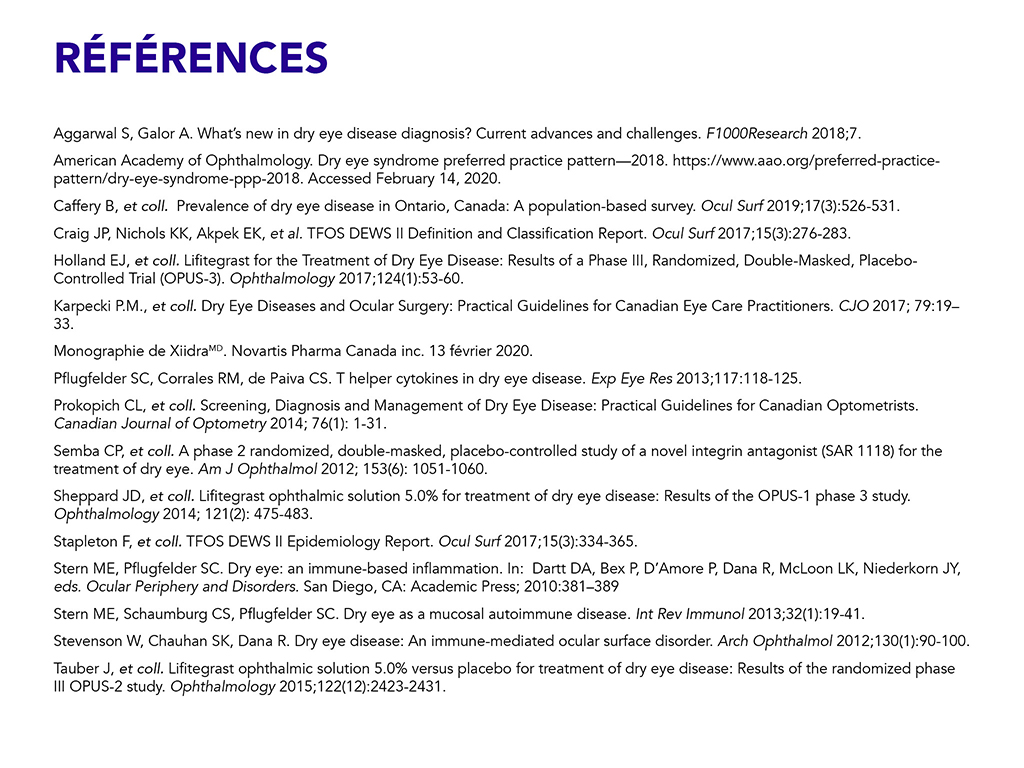 RÉFÉRENCES
Aggarwal S, Galor A. What’s new in dry eye disease diagnosis? Current advances and challenges. F1000Research 2018;7.
American Academy of Ophthalmology. Dry eye syndrome preferred practice pattern—2018. https://www.aao.org/preferred-practice-
pattern/dry-eye-syndrome-ppp-2018. Accessed February 14, 2020.
Caffery B, et coll.  Prevalence of dry eye disease in Ontario, Canada: A population-based survey. Ocul Surf 2019;17(3):526-531.
Craig JP, Nichols KK, Akpek EK, et al. TFOS DEWS II Definition and Classification Report. Ocul Surf 2017;15(3):276-283.
Holland EJ, et coll. Lifitegrast for the Treatment of Dry Eye Disease: Results of a Phase III, Randomized, Double-Masked, Placebo-
Controlled Trial (OPUS-3). Ophthalmology 2017;124(1):53-60.
Karpecki P.M., et coll. Dry Eye Diseases and Ocular Surgery: Practical Guidelines for Canadian Eye Care Practitioners. CJO 2017; 79:19–
33.
Monographie de XiidraMD. Novartis Pharma Canada inc. 13 février 2020.
Pflugfelder SC, Corrales RM, de Paiva CS. T helper cytokines in dry eye disease. Exp Eye Res 2013;117:118-125.
Prokopich CL, et coll. Screening, Diagnosis and Management of Dry Eye Disease: Practical Guidelines for Canadian Optometrists.
Canadian Journal of Optometry 2014; 76(1): 1-31.
Semba CP, et coll. A phase 2 randomized, double-masked, placebo-controlled study of a novel integrin antagonist (SAR 1118) for the
treatment of dry eye. Am J Ophthalmol 2012; 153(6): 1051-1060.
Sheppard JD, et coll. Lifitegrast ophthalmic solution 5.0% for treatment of dry eye disease: Results of the OPUS-1 phase 3 study.
Ophthalmology 2014; 121(2): 475-483.
Stapleton F, et coll. TFOS DEWS II Epidemiology Report. Ocul Surf 2017;15(3):334-365.
Stern ME, Pflugfelder SC. Dry eye: an immune-based inflammation. In:  Dartt DA, Bex P, D’Amore P, Dana R, McLoon LK, Niederkorn JY,
eds. Ocular Periphery and Disorders. San Diego, CA: Academic Press; 2010:381–389
Stern ME, Schaumburg CS, Pflugfelder SC. Dry eye as a mucosal autoimmune disease. Int Rev Immunol 2013;32(1):19-41.
Stevenson W, Chauhan SK, Dana R. Dry eye disease: An immune-mediated ocular surface disorder. Arch Ophthalmol 2012;130(1):90-100.
Tauber J, et coll. Lifitegrast ophthalmic solution 5.0% versus placebo for treatment of dry eye disease: Results of the randomized phase
III OPUS-2 study. Ophthalmology 2015;122(12):2423-2431.